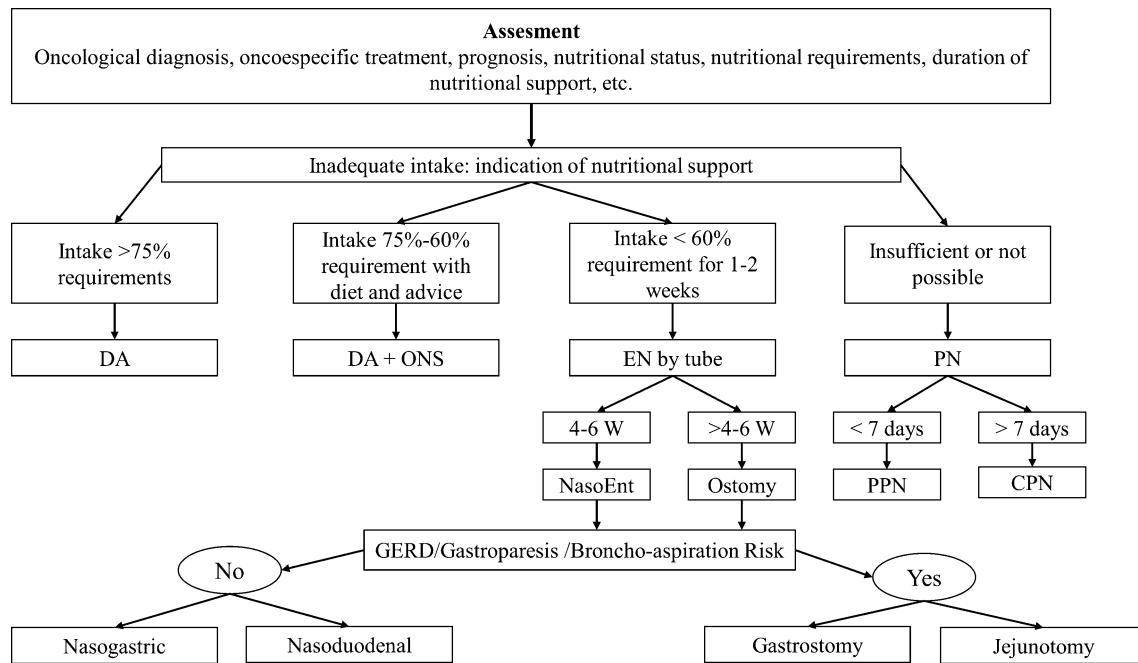 Assesment
Oncological diagnosis, oncoespecific treatment, prognosis, nutritional status, nutritional requirements, duration of
nutritional support, etc.
Inadequate intake: indication of nutritional support
Intake >75%
requirements
Intake 75%-60%
requirement with
diet and advice
Intake < 60%
requirement for 1-2
weeks
Insufficient or not
possible
DA
DA + ONS
EN by tube
PN
4-6 W
>4-6 W
< 7 days
> 7 days
NasoEnt
Ostomy
PPN
CPN
GERD/Gastroparesis /Broncho-aspiration Risk
No
Yes
Nasogastric
Nasoduodenal
Gastrostomy
Jejunotomy